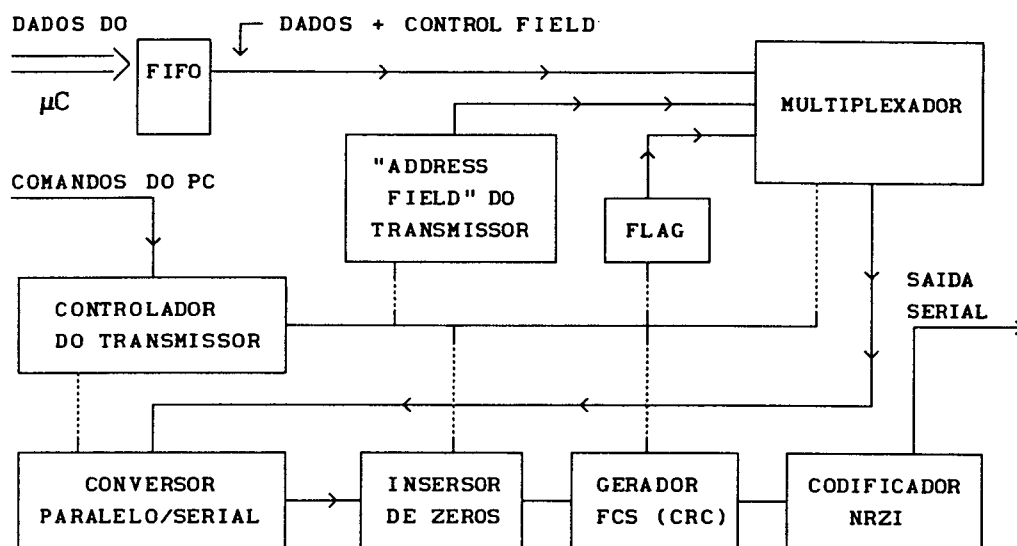 DADOS DO
DADOS + CONTROL FIELD
FIFO
µC
MULTIPLEXADOR
"ADDRESS
FIELD" DO
TRANSMISSOR
COMANDOS DO PC
FLAG
CONTROLADOR
DO TRANSMISSOR
SAIDA
SERIAL
CONVERSOR
PARALELO/SERIAL
INSERSOR
DE ZEROS
GERADOR
FCS (CRC)
CODIFICADOR
NRZI